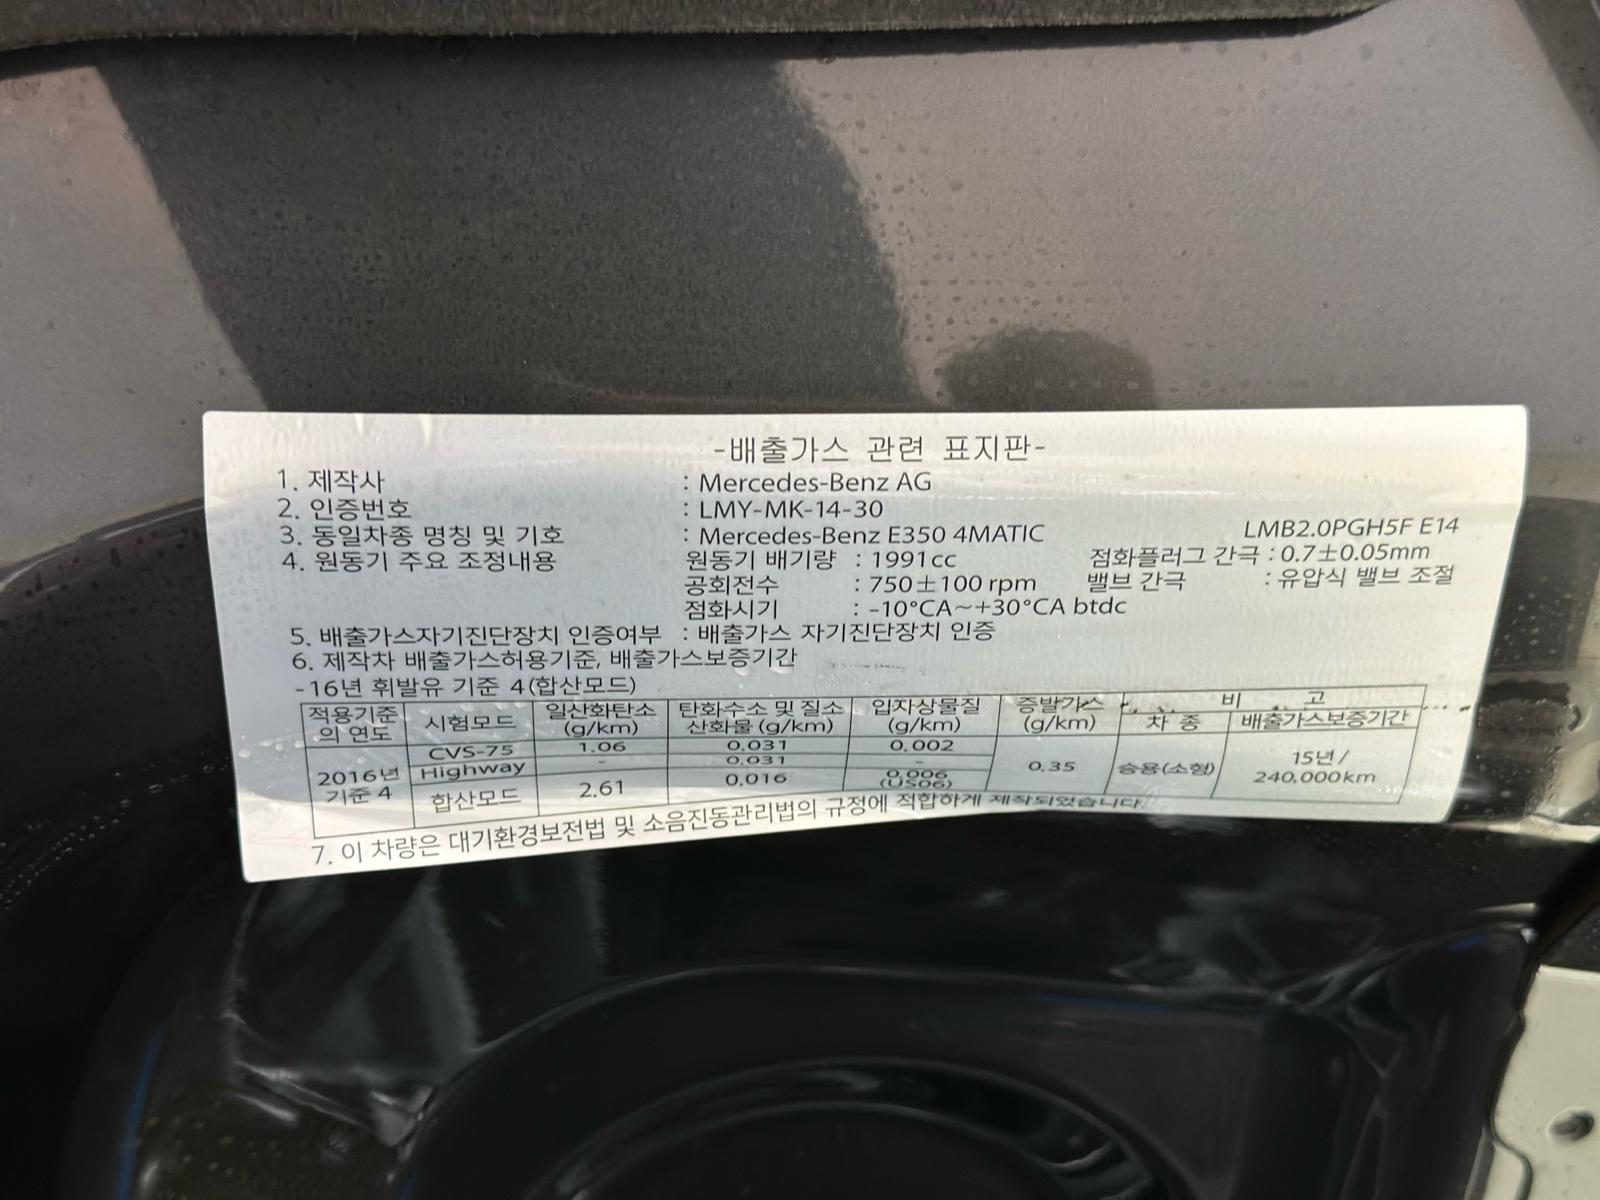 -배출가스 관련 표지판-
1. 제작사 : Mercedes-Benz AG
2. 인증번호 : LMY-MK-14-30
3. 동일차종 명칭 및 기호 : Mercedes-Benz E350 4MATIC LMB2.0PGH5F E14
4. 원동기 주요 조정내용 원동기 배기량 : 1991cc 점화플러그 간극 : 0.7±0.05mm
공회전수 : 750±100 rpm 밸브 간극 : 유압식 밸브 조절
점화시기 : -10°CA~+30°CA btdc
5. 배출가스자기진단장치 인증여부 : 배출가스 자기진단장치 인증
6. 제작차 배출가스허용기준, 배출가스보증기간
-16년 휘발유 기준 4(합산모드)
적용기준 시험모드 일산화탄소 탄화수소 및 질소 입자상물질 증발가스 비 고
의 연도 (g/km) 산화물 (g/km) (g/km) (g/km) 차 종 배출가스보증기간
CVS-75 1.06 0.031 0.002
2016년 Highway - 0.031 - 0.35 승용(소형) 15년/
기준 4 합산모드 2.61 0.016 0.006 240,000km
(US06)
7. 이 차량은 대기환경보전법 및 소음진동관리법의 규정에 적합하게 제작되었습니다.